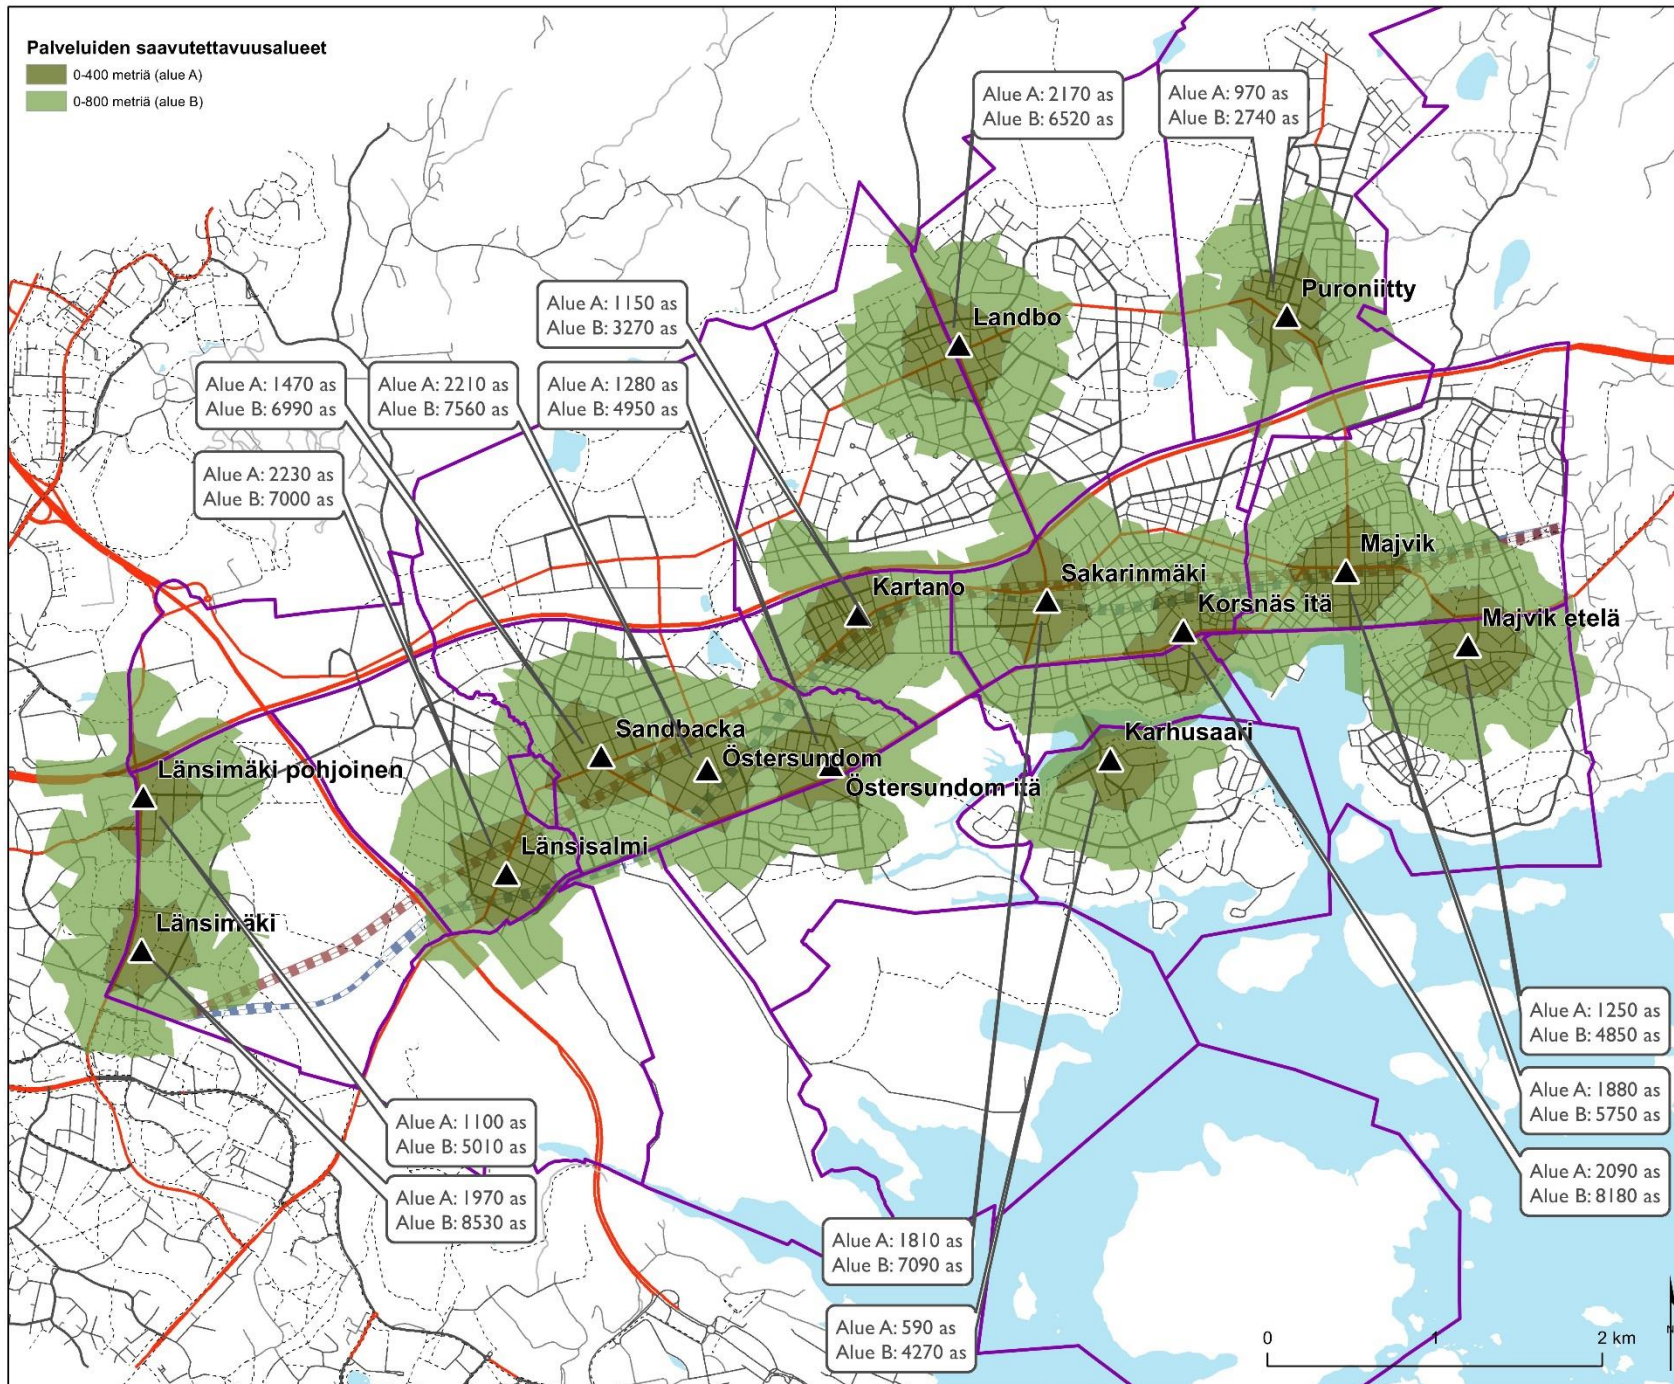 Palveluiden saavutettavuusalueet
0-400 metriä (alue A)
0-800 metriä (alue B)
Alue A: 2170 as
Alue B: 6520 as
Alue A: 970 as
Alue B: 2740 as
Alue A: 1150 as
Alue B: 3270 as
Alue A: 1470 as
Alue B: 6990 as
Alue A: 2210 as
Alue B: 7560 as
Alue A: 1280 as
Alue B: 4950 as
Alue A: 2230 as
Alue B: 7000 as
Puroniitty
Landbo
Majvik
Sakarinmäki
Kartano
Korsnäs itä
Majvik etelä
Sandbacka
Karhusaari
Östersundom
Länsimäki pohjoinen
Östersundom itä
Länsisalmi
Länsimäki
Alue A: 1250 as
Alue B: 4850 as
Alue A: 1880 as
Alue B: 5750 as
Alue A: 1100 as
Alue B: 5010 as
Alue A: 2090 as
Alue B: 8180 as
Alue A: 1970 as
Alue B: 8530 as
Alue A: 1810 as
Alue B: 7090 as
Alue A: 590 as
Alue B: 4270 as
0 1 2 km
N